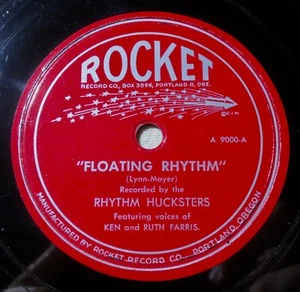 ROCKET
RECORD CO., BOX 3896, PORTLAND 8, ORE.
A 9000-A
"FLOATING RHYTHM"
(Lynn-Mayer)
Recorded by the
RHYTHM HUCKSTERS
Featuring voices of
KEN and RUTH FARRIS.
MANUFACTURED BY ROCKET RECORD CO., PORTLAND, OREGON